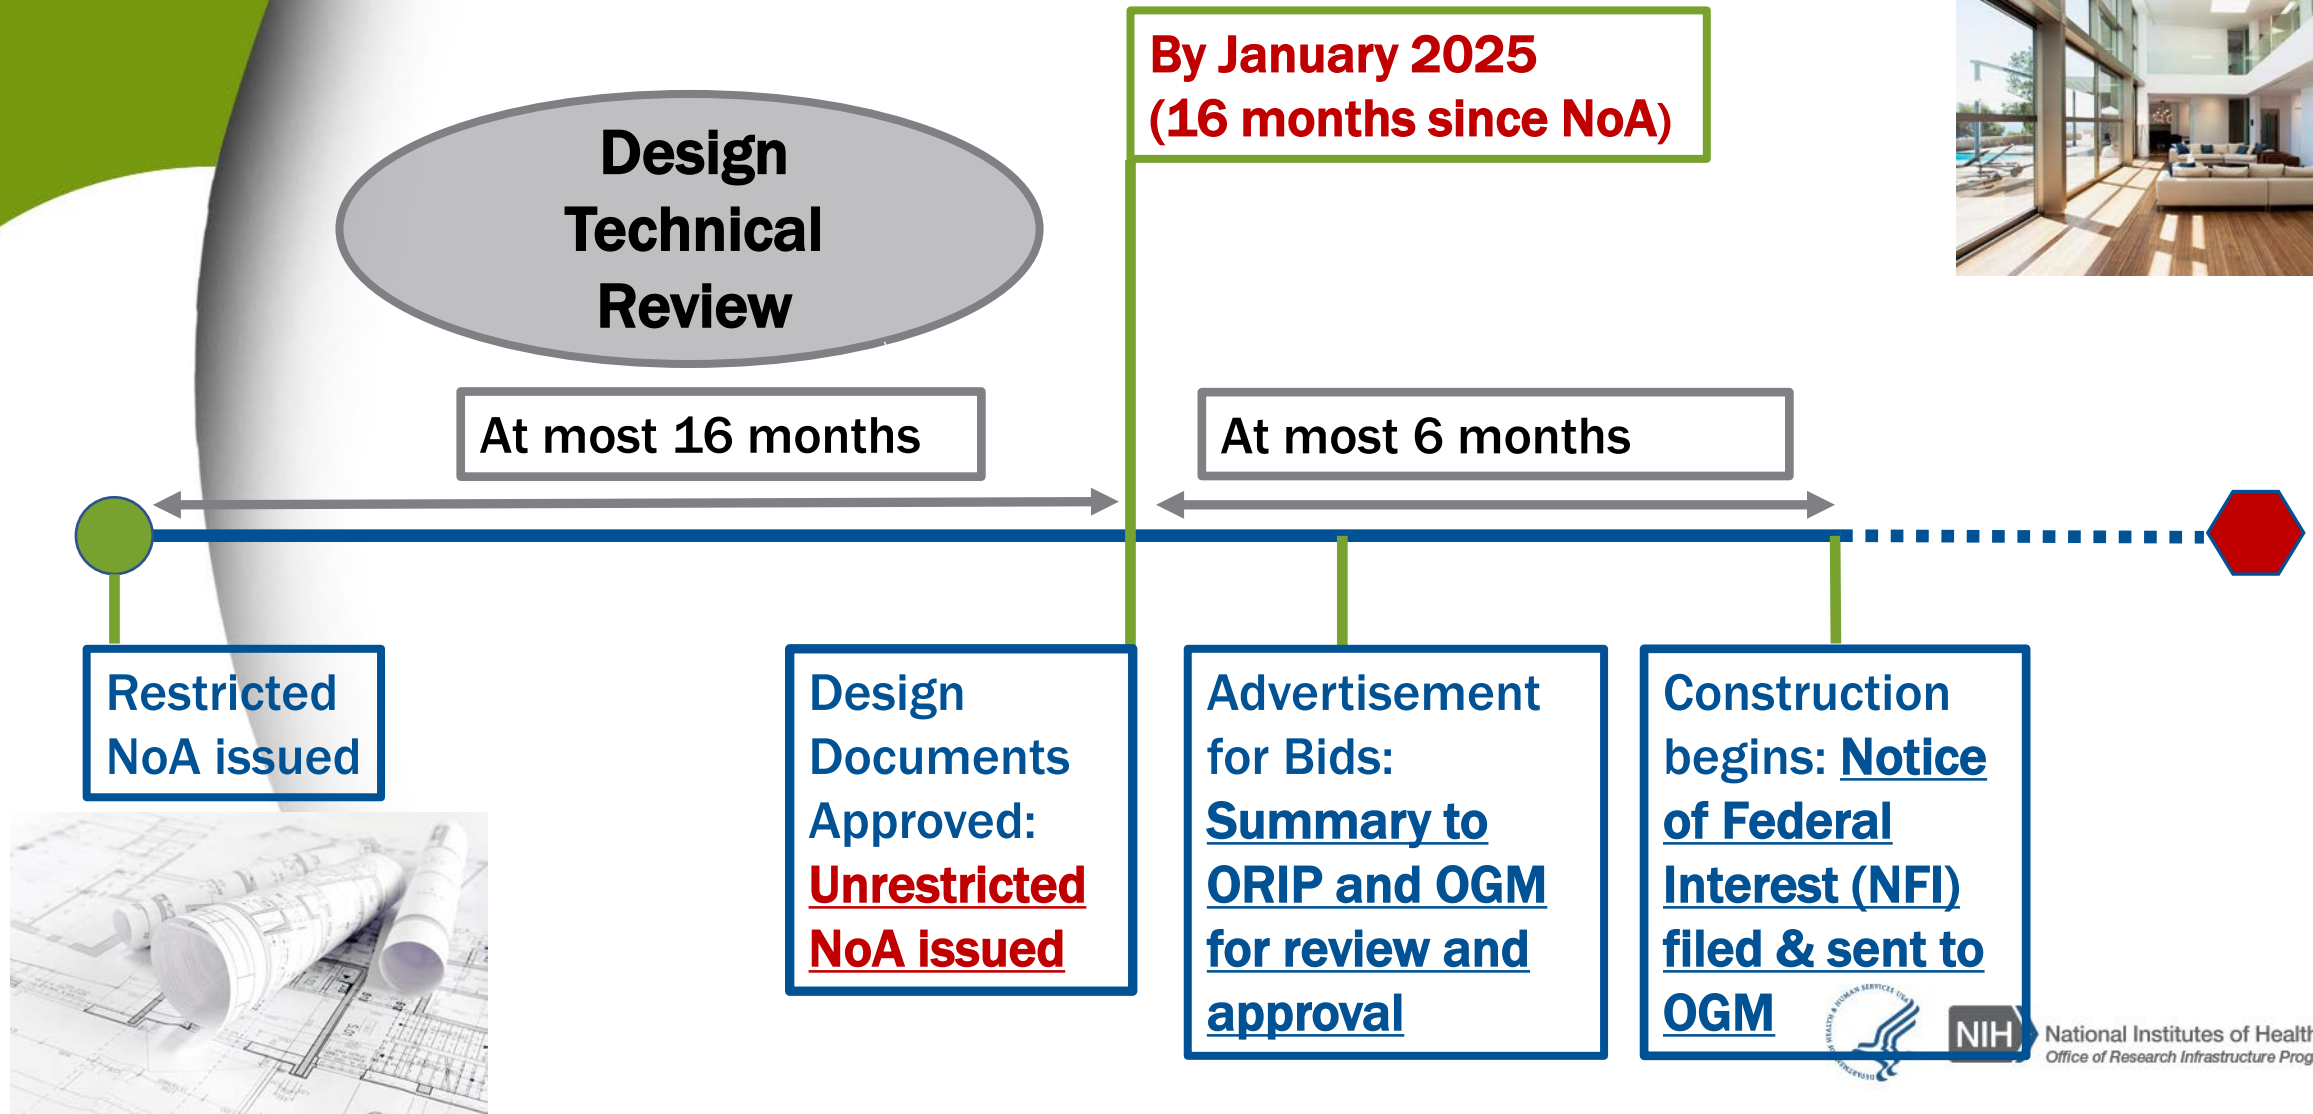 By January 2025
(16 months since NoA)
Design
Technical
Review
At most 16 months
At most 6 months
Restricted
NoA issued
Design
Documents
Approved:
Unrestricted
NoA issued
Advertisement
for Bids:
Summary to
ORIP and OGM
for review and
approval
Construction
begins: Notice
of Federal
Interest (NFI)
filed & sent to
OGM
NIH
National Institutes of Health
Office of Research Infrastructure Prog